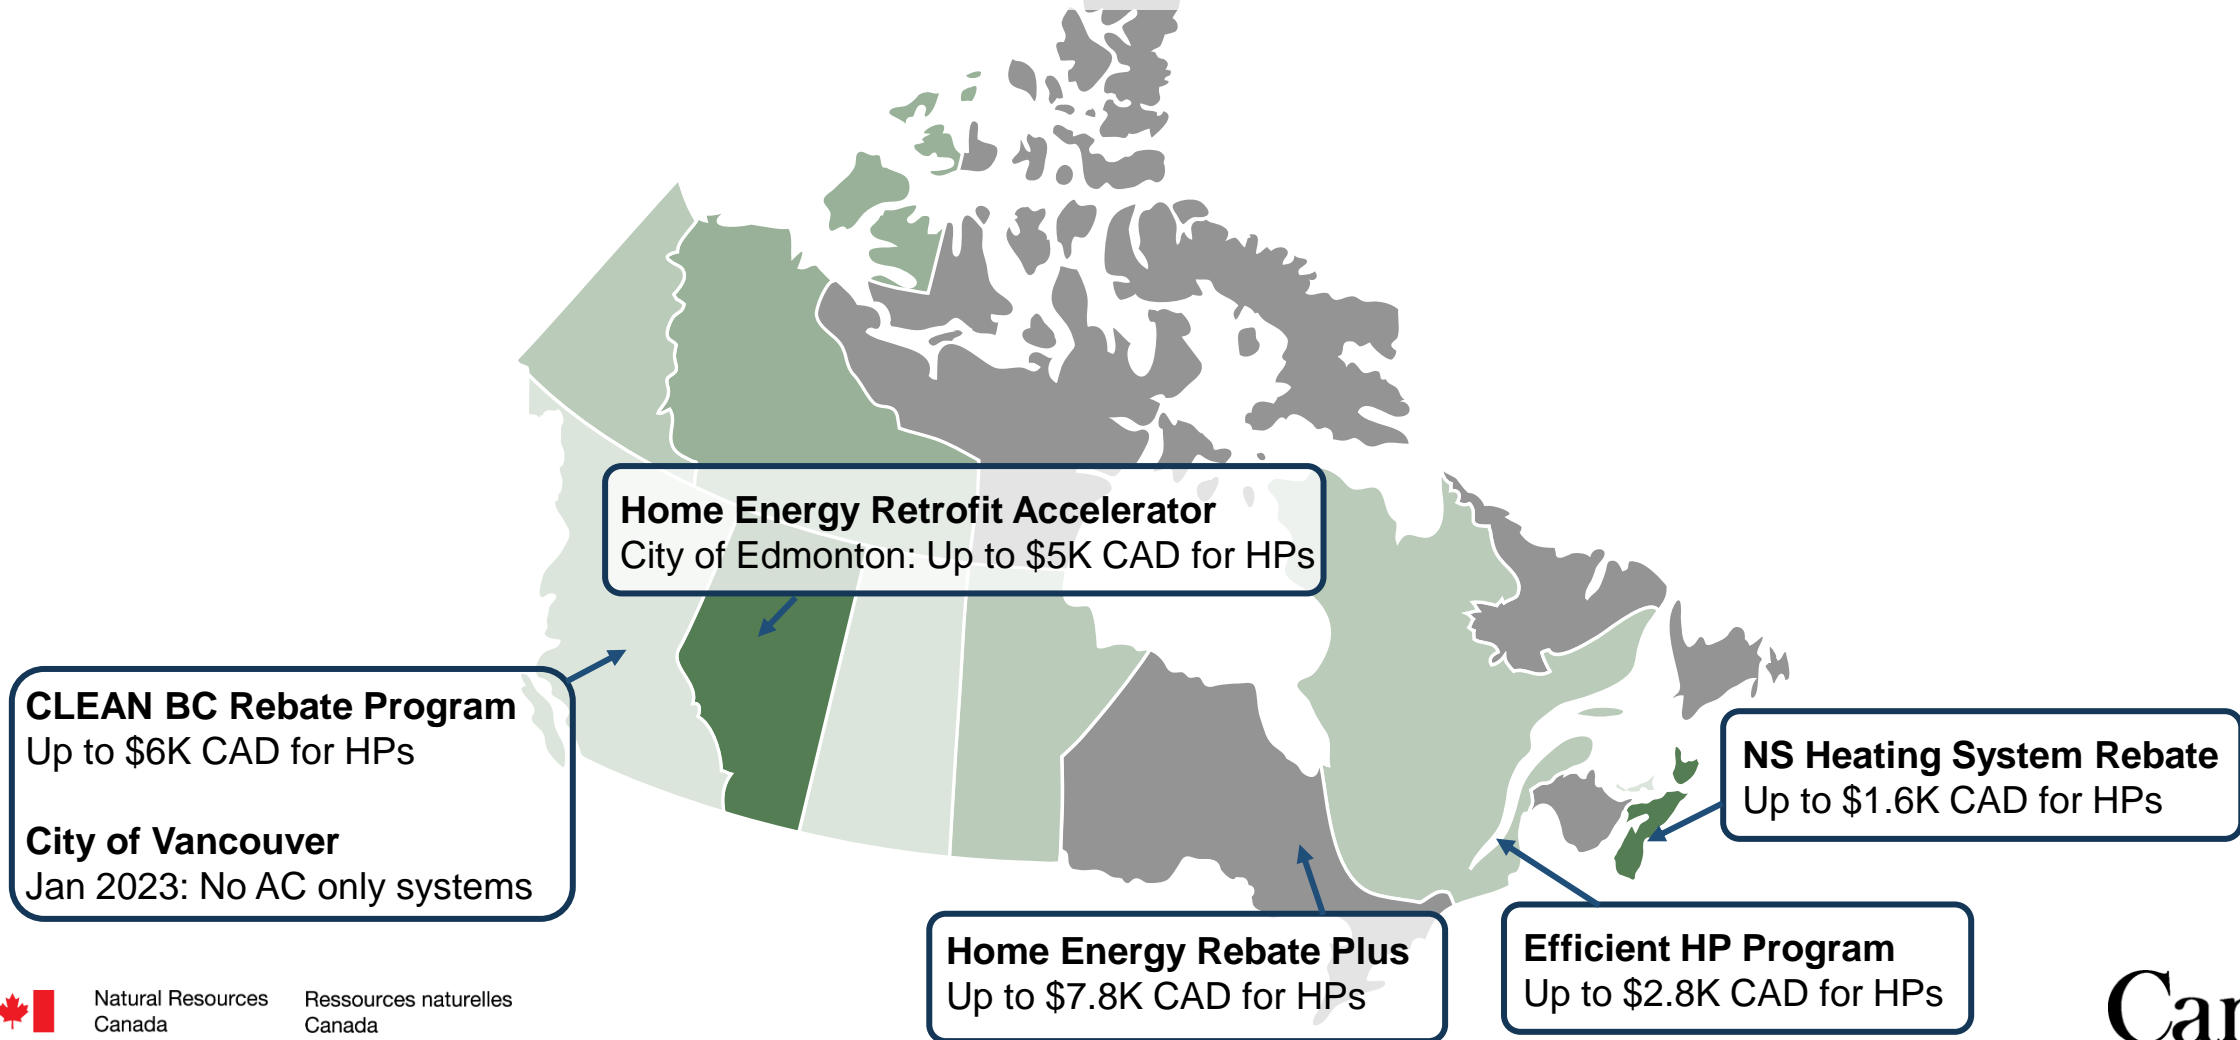 Home Energy Retrofit Accelerator
City of Edmonton: Up to $5K CAD for HPs
CLEAN BC Rebate Program
Up to $6K CAD for HPs
City of Vancouver
Jan 2023: No AC only systems
NS Heating System Rebate
Up to $1.6K CAD for HPs
Home Energy Rebate Plus
Up to $7.8K CAD for HPs
Efficient HP Program
Up to $2.8K CAD for HPs
Natural Resources
Canada
Ressources naturelles
Canada